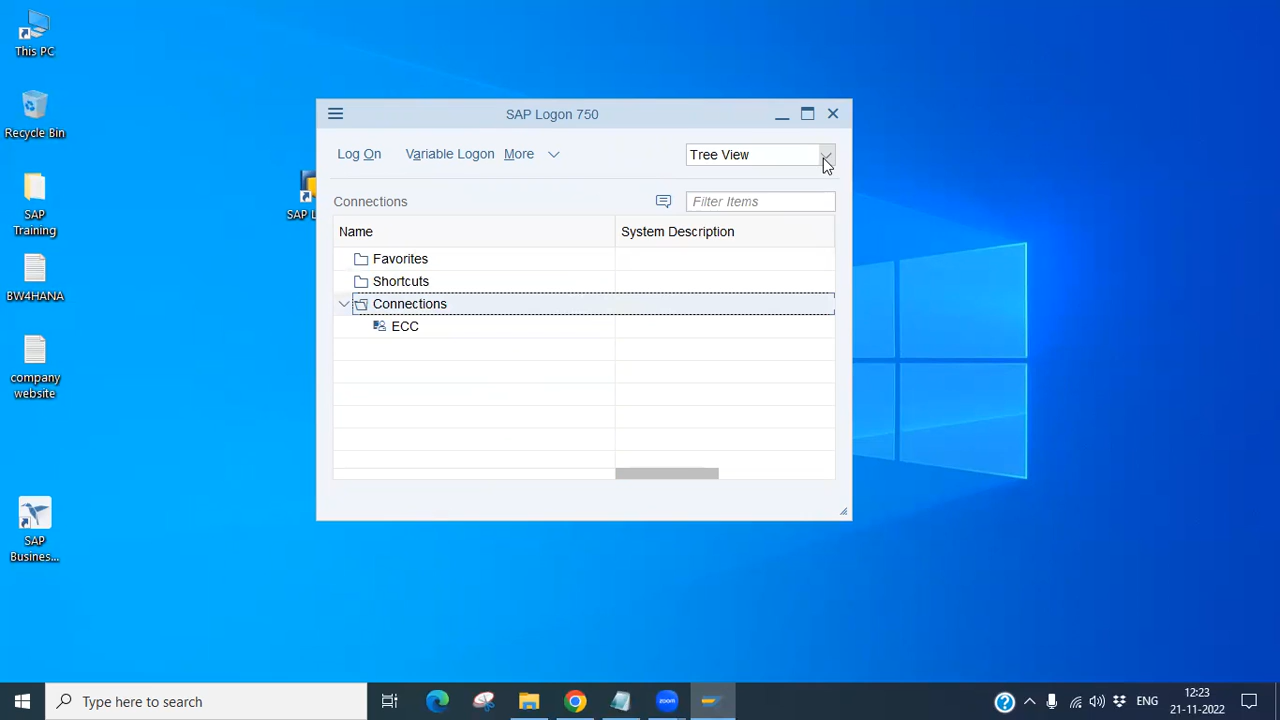 This PC
Recycle Bin
SAP
Training
BW4HANA
company
website
SAP
Busines...
SAP L
SAP Logon 750
Log On
Variable Logon
More
Tree View
Connections
Filter Items
Name
System Description
Favorites
Shortcuts
Connections
ECC
Type here to search
zoom
?
ENG
12:23
21-11-2022